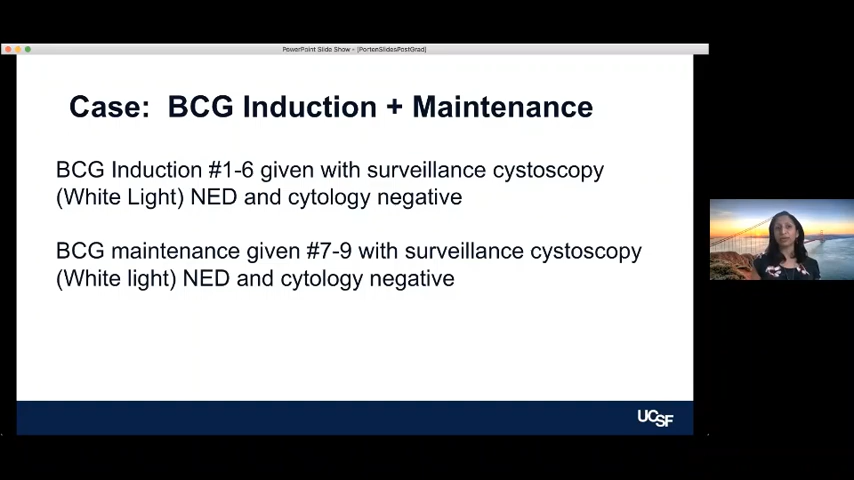 PowerPoint Slide Show - [PortenSlidesPostGrad]
Case: BCG Induction + Maintenance
BCG Induction #1-6 given with surveillance cystoscopy
(White Light) NED and cytology negative
BCG maintenance given #7-9 with surveillance cystoscopy
(White light) NED and cytology negative
UCSF